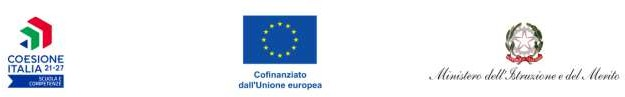 COESIONE
ITALIA 21-27
SCUOLA E
COMPETENZE
Cofinanziato
dall'Unione europea
Ministero dell'Istruzione e del Merito